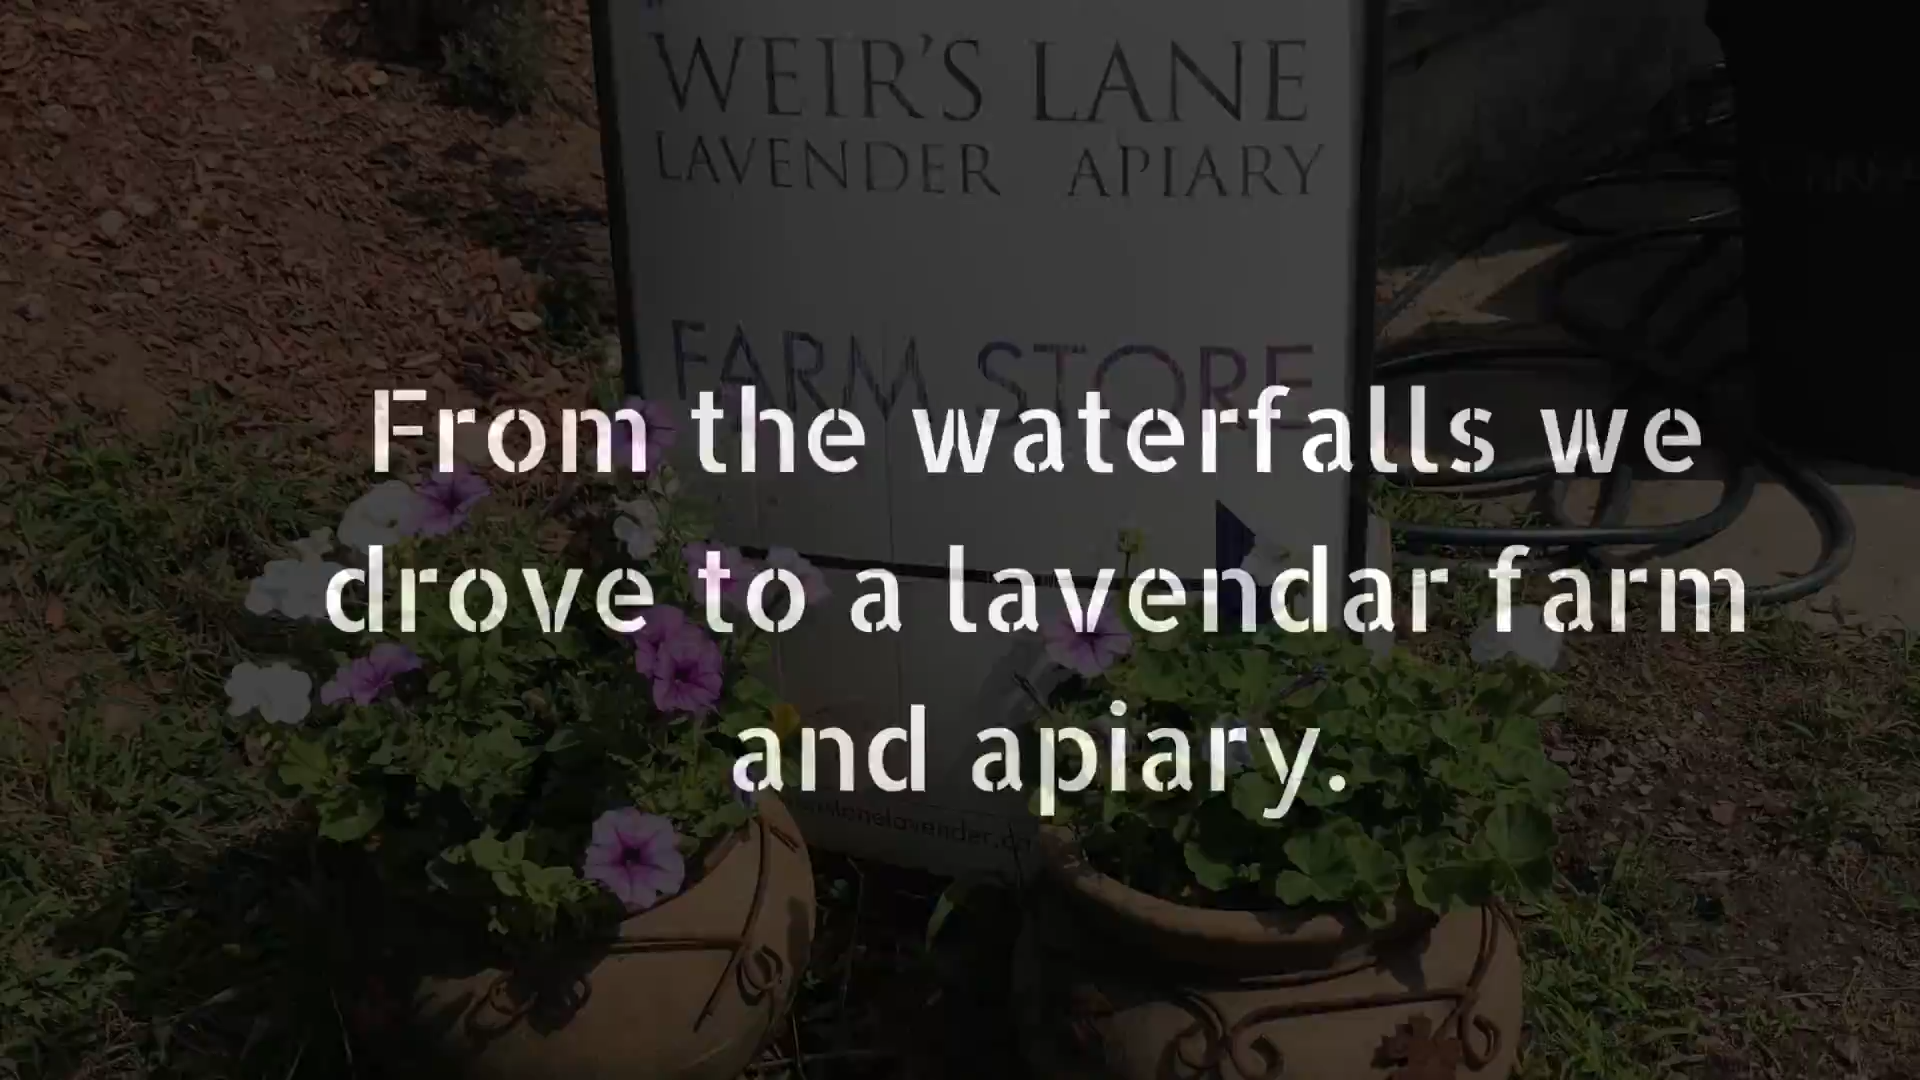 WEIR'S LANE
LAVENDER APIARY
FARM STORE
From the waterfalls we
drove to a lavendar farm
and apiary.